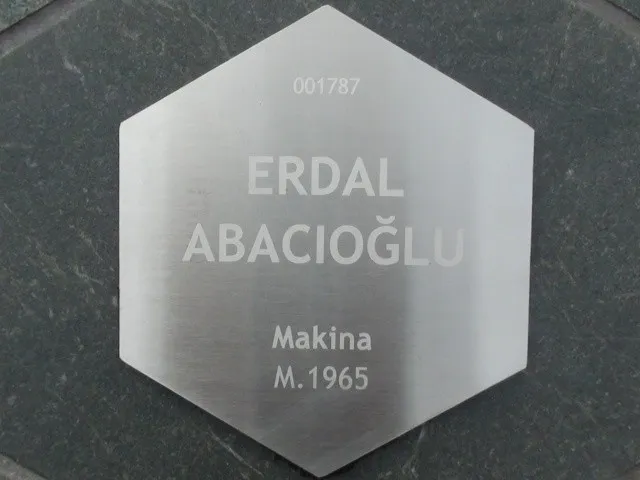 001787
ERDAL
ABACIOĞLU
Makina
M.1965